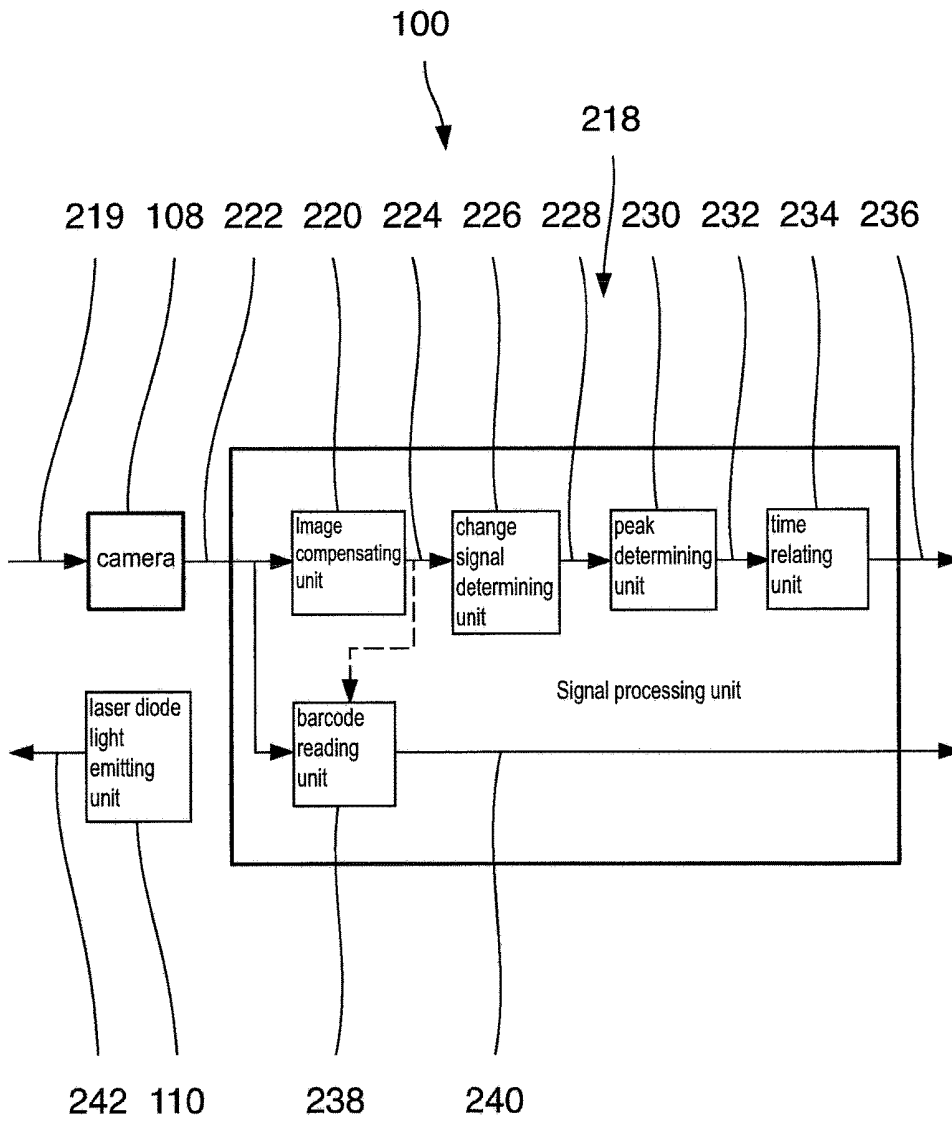 100
218
219 108 222 220 224 226 228 230 232 234 236
camera
Image
compensating
unit
change
signal
determining
unit
peak
determining
unit
time
relating
unit
Signal processing unit
laser diode
light
emitting
unit
barcode
reading
unit
242 110 238 240